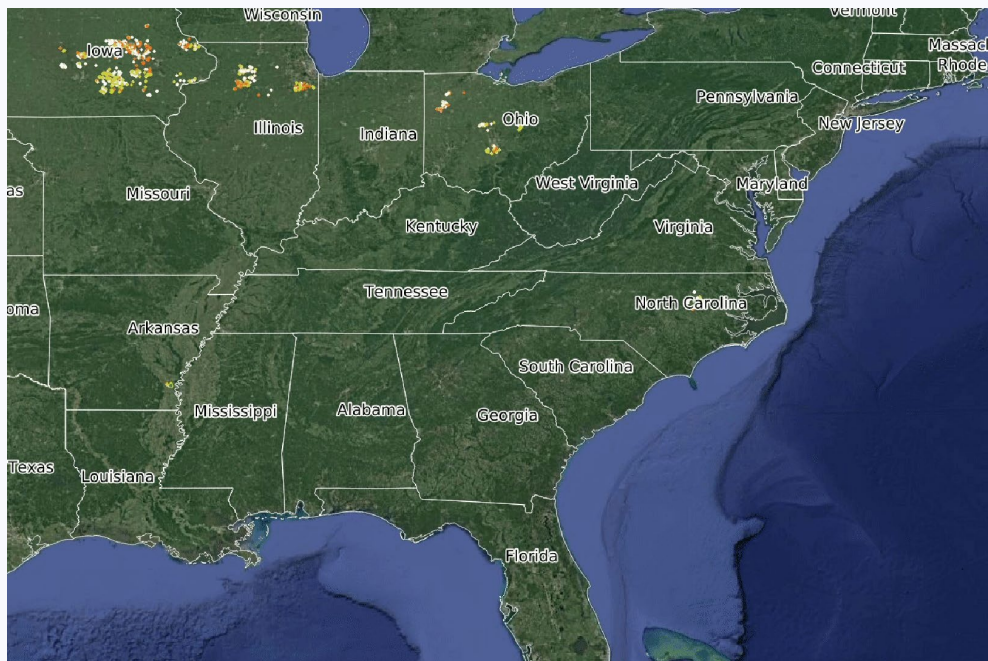 Wisconsin
Vermont
Iowa
Massach
Connecticut
Rhode
Pennsylvania
Ohio
New Jersey
Illinois
Indiana
as
Missouri
West Virginia
Maryland
Kentucky
Virginia
Tennessee
oma
North Carolina
Arkansas
South Carolina
Mississippi
Alabama
Georgia
Texas
Louisiana
Florida